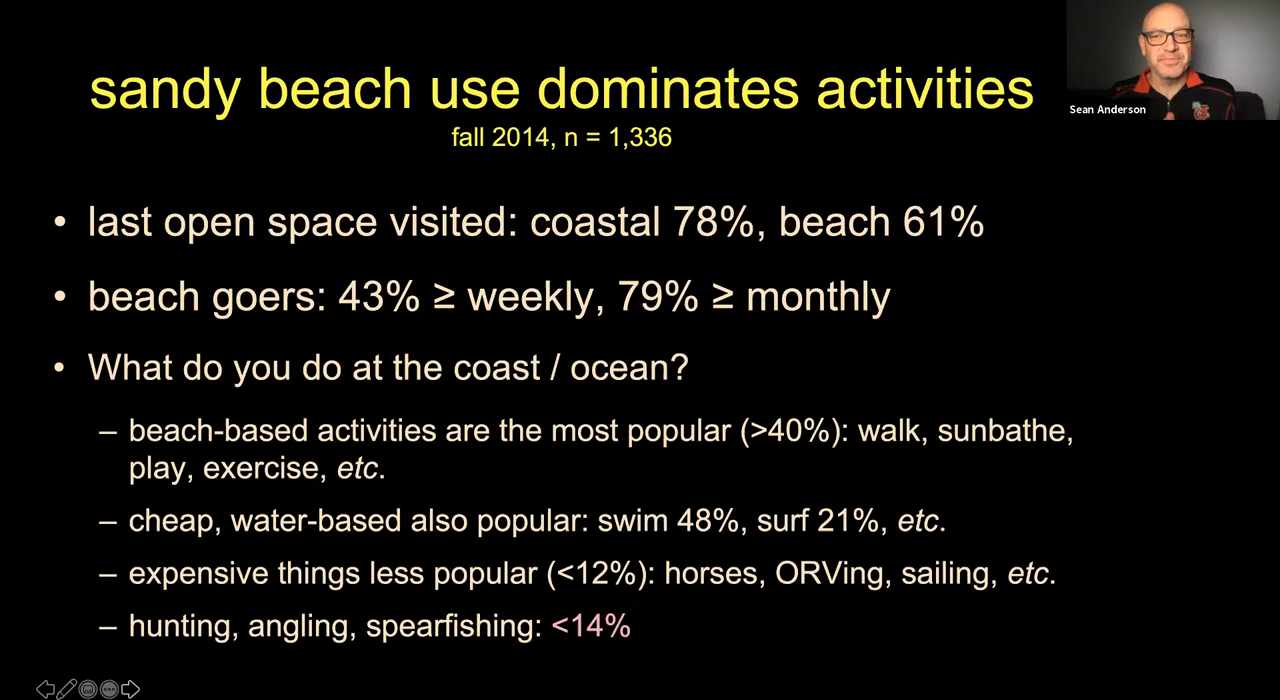 sandy beach use dominates activities
fall 2014, n = 1,336
Sean Anderson
• last open space visited: coastal 78%, beach 61%
• beach goers: 43% ≥ weekly, 79% ≥ monthly
• What do you do at the coast / ocean?
– beach-based activities are the most popular (>40%): walk, sunbathe,
play, exercise, etc.
– cheap, water-based also popular: swim 48%, surf 21%, etc.
– expensive things less popular (<12%): horses, ORVing, sailing, etc.
– hunting, angling, spearfishing: <14%